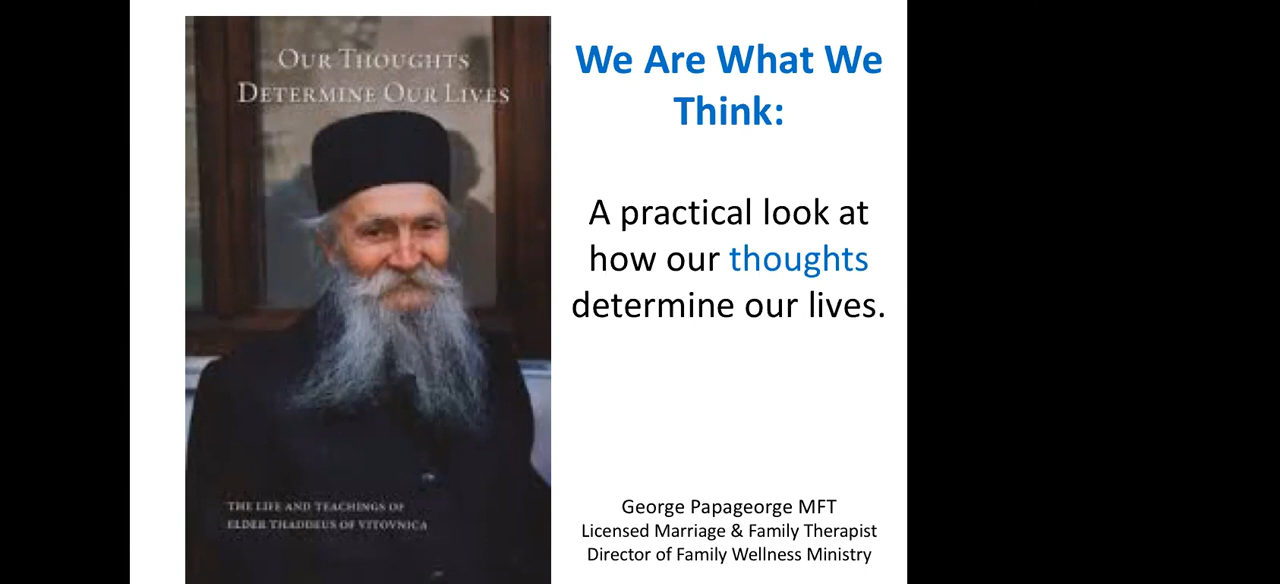 OUR THOUGHTS
DETERMINE OUR LIVES
THE LIFE AND TEACHINGS OF
ELDER THADDEUS OF VITOVNICA
We Are What We
Think:
A practical look at
how our thoughts
determine our lives.
George Papageorge MFT
Licensed Marriage & Family Therapist
Director of Family Wellness Ministry